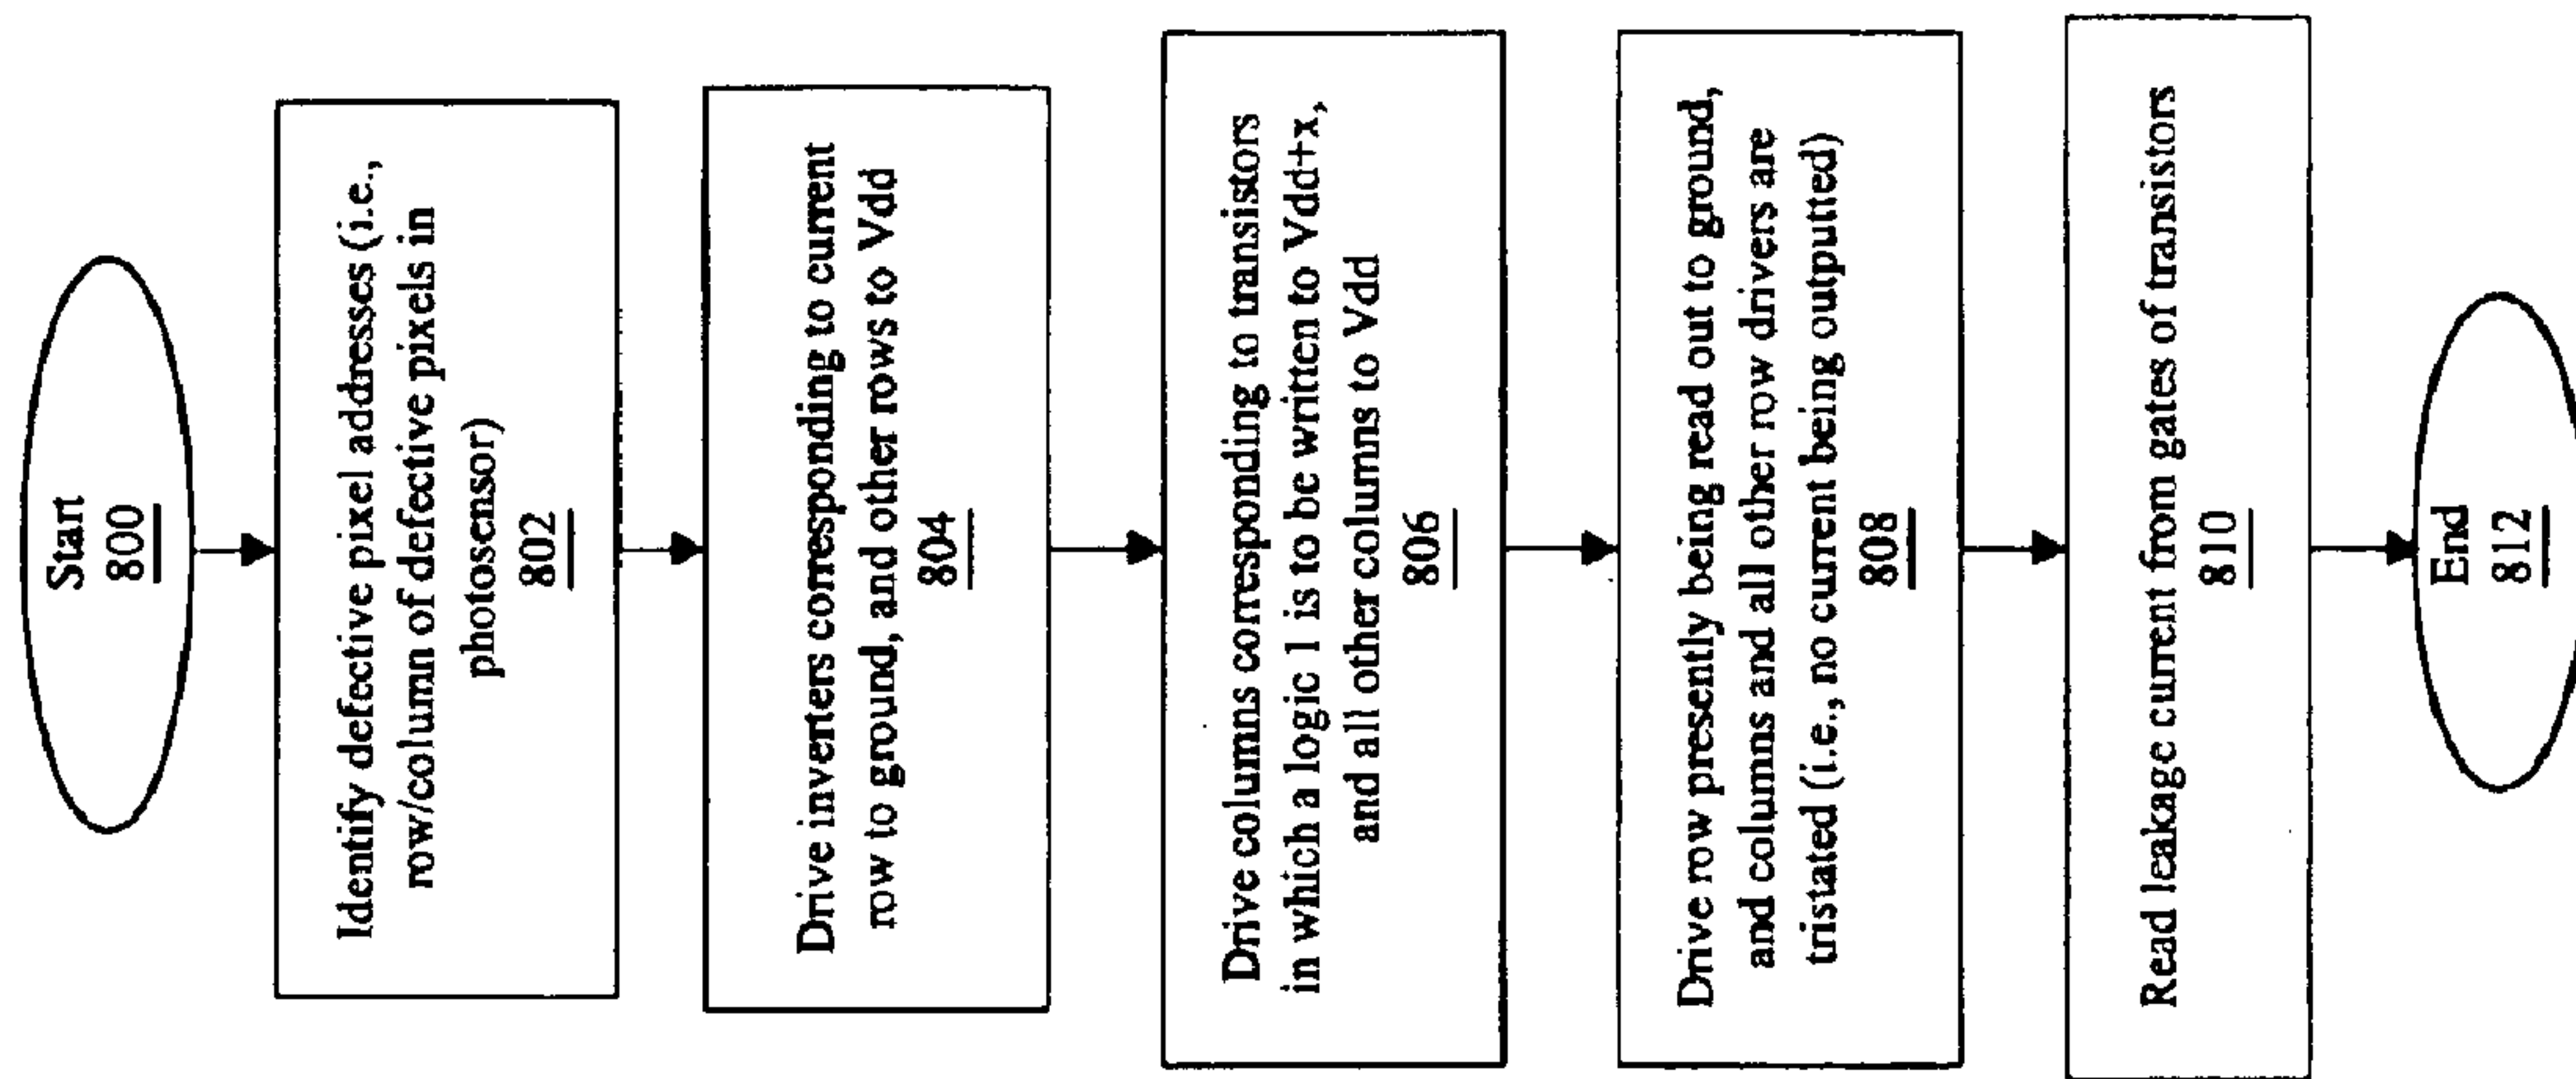 Start
800
Identify defective pixel addresses (i.e.,
row/column of defective pixels in
photosensor)
802
Drive inverters corresponding to current
row to ground, and other rows to Vdd
804
Drive columns corresponding to transistors
in which a logic 1 is to be written to Vdd+x,
and all other columns to Vdd
806
Drive row presently being read out to ground,
and columns and all other row drivers are
tristated (i.e., no current being outputted)
808
Read leakage current from gates of transistors
810
End
812